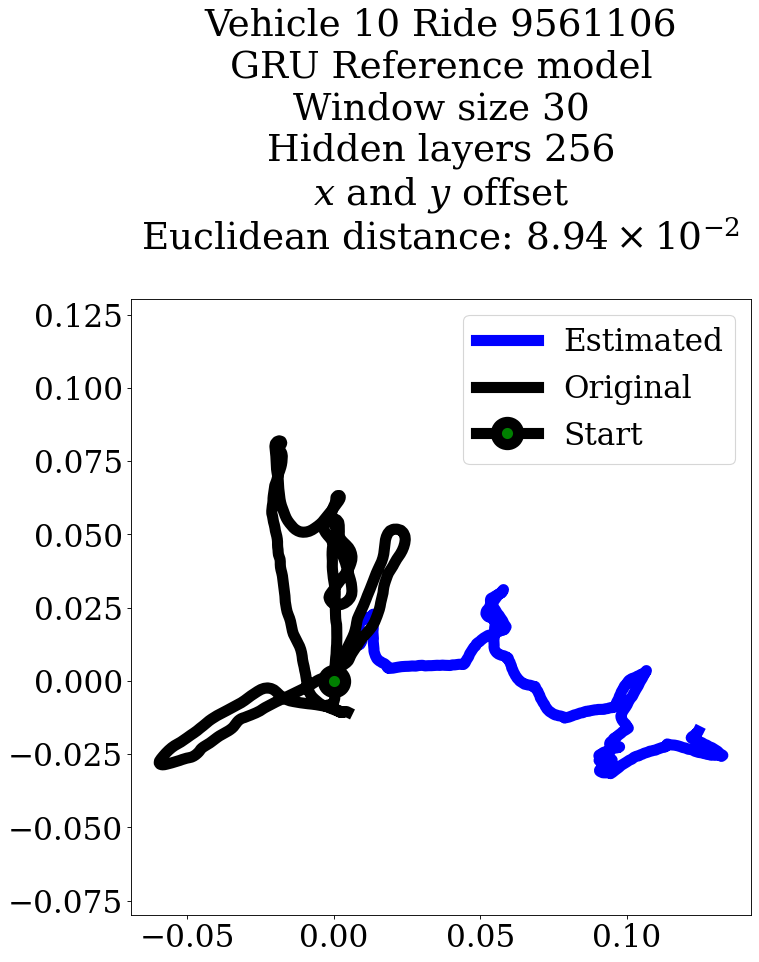 Vehicle 10 Ride 9561106
GRU Reference model
Window size 30
Hidden layers 256
x and y offset
Euclidean distance: 8.94 × 10⁻²
Estimated
Original
Start
0.125
0.100
0.075
0.050
0.025
0.000
−0.025
−0.050
−0.075
−0.05 0.00 0.05 0.10